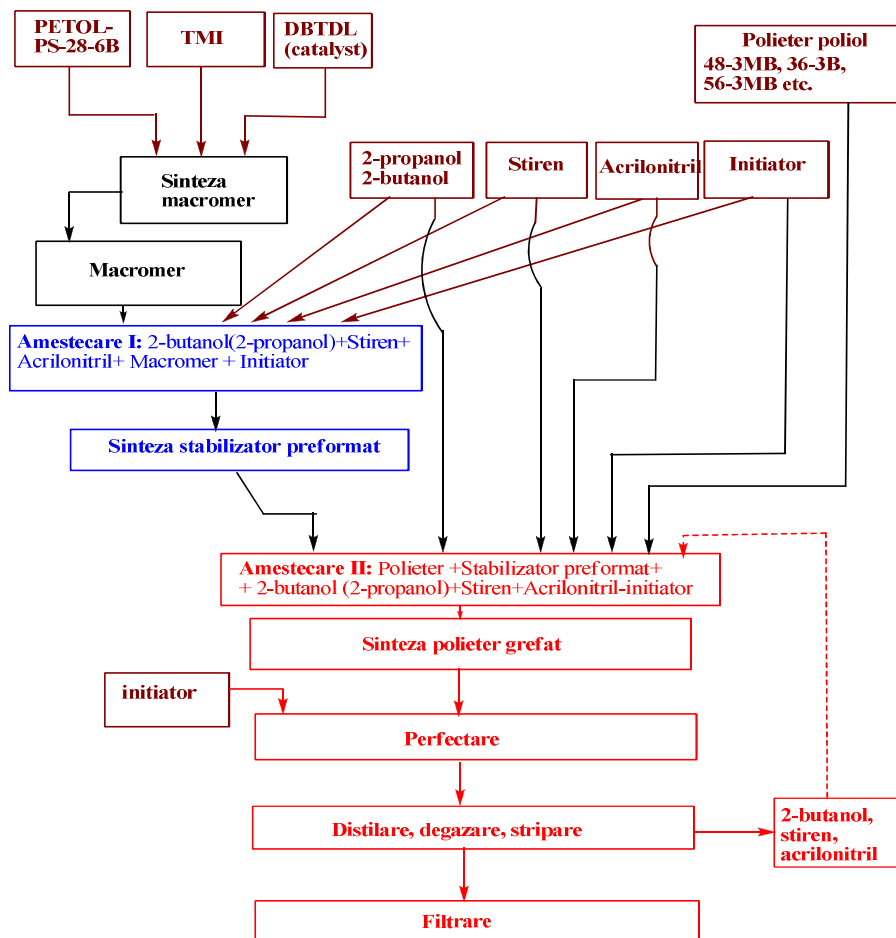 PETOL-
PS-28-6B
TMI
DBTDL
(catalyst)
Polieter poliol
48-3MB, 36-3B,
56-3MB etc.
Sinteza
macromer
2-propanol
2-butanol
Stiren
Acrilonitril
Initiator
Macromer
Amestecare I: 2-butanol(2-propanol)+Stiren+
Acrilonitril+ Macromer + Initiator
Sinteza stabilizator preformat
Amestecare II: Polieter +Stabilizator preformat+
+ 2-butanol (2-propanol)+Stiren+Acrilonitril-initiator
Sinteza polieter grefat
initiator
Perfectare
Distilare, degazare, stripare
2-butanol,
stiren,
acrilonitril
Filtrare